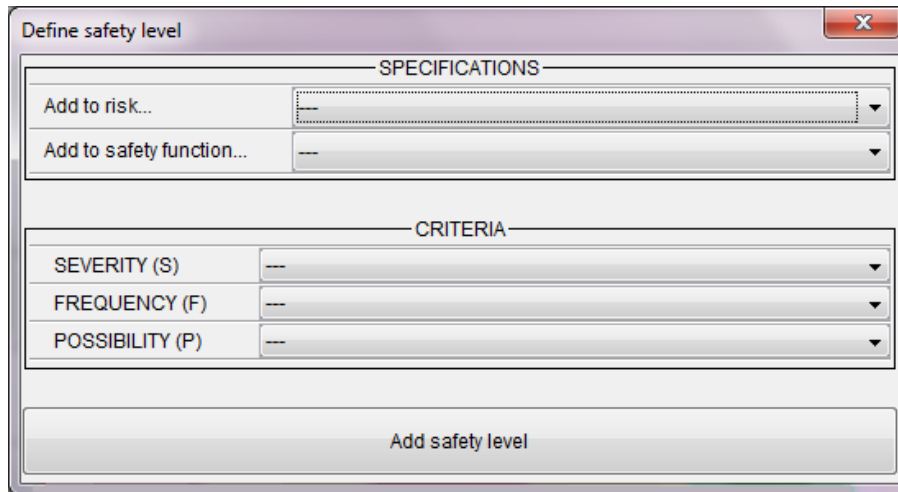 Define safety level
SPECIFICATIONS
Add to risk... ---
Add to safety function... ---
CRITERIA
SEVERITY (S) ---
FREQUENCY (F) ---
POSSIBILITY (P) ---
Add safety level